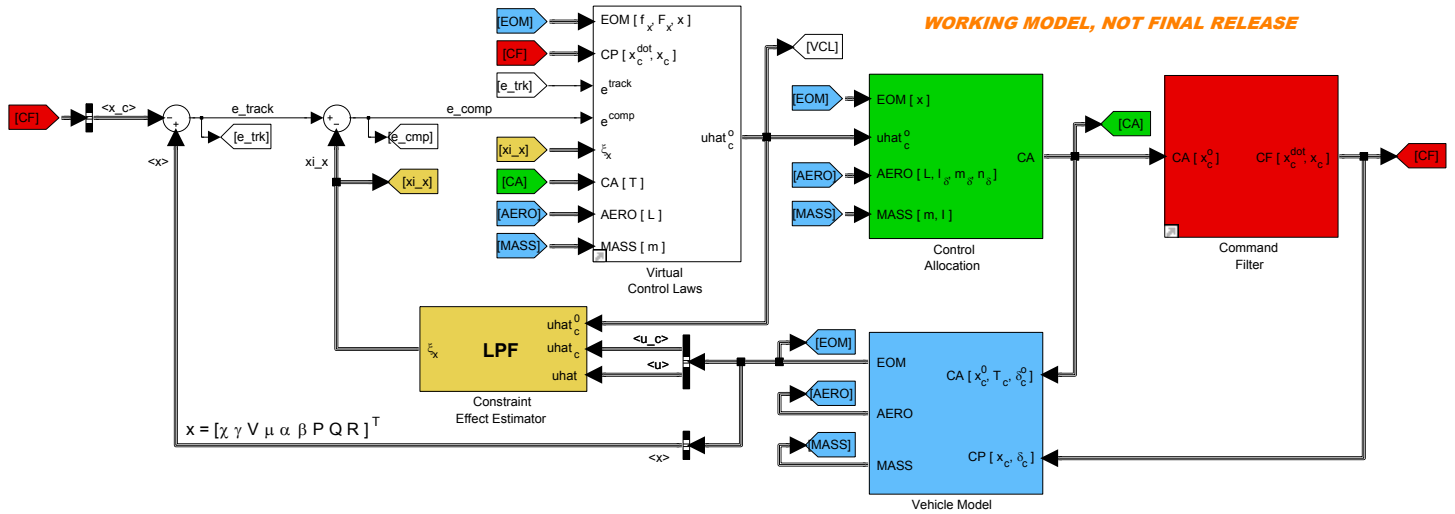 WORKING MODEL, NOT FINAL RELEASE
[CF]
<x_c>
e_track
[e_trk]
<x>
e_comp
[e_cmp]
xi_x
[xi_x]
[EOM]
[CF]
[e_trk]
[xi_x]
[CA]
[AERO]
[MASS]
EOM [ f_x, F_x, x ]
CP [ x_c^dot, x_c ]
e^track
e^comp
ξ_x
CA [ T ]
AERO [ L ]
MASS [ m ]
uhat_c^o
Virtual
Control Laws
[VCL]
[EOM]
[AERO]
[MASS]
EOM [ x ]
uhat_c^o
AERO [ L, l_δ, m_δ, n_δ ]
MASS [ m, I ]
CA
Control
Allocation
[CA]
CA [ x_c^o ]
CF [ x_c^dot, x_c ]
Command
Filter
[CF]
ξ_x
LPF
uhat_c^0
uhat_c
uhat
Constraint
Effect Estimator
<u_c>
<u>
x = [χ γ V μ α β P Q R ]^T
<x>
[EOM]
[AERO]
[MASS]
EOM
AERO
MASS
CA [ x_c^0, T_c, δ_c^o ]
CP [ x_c, δ_c ]
Vehicle Model